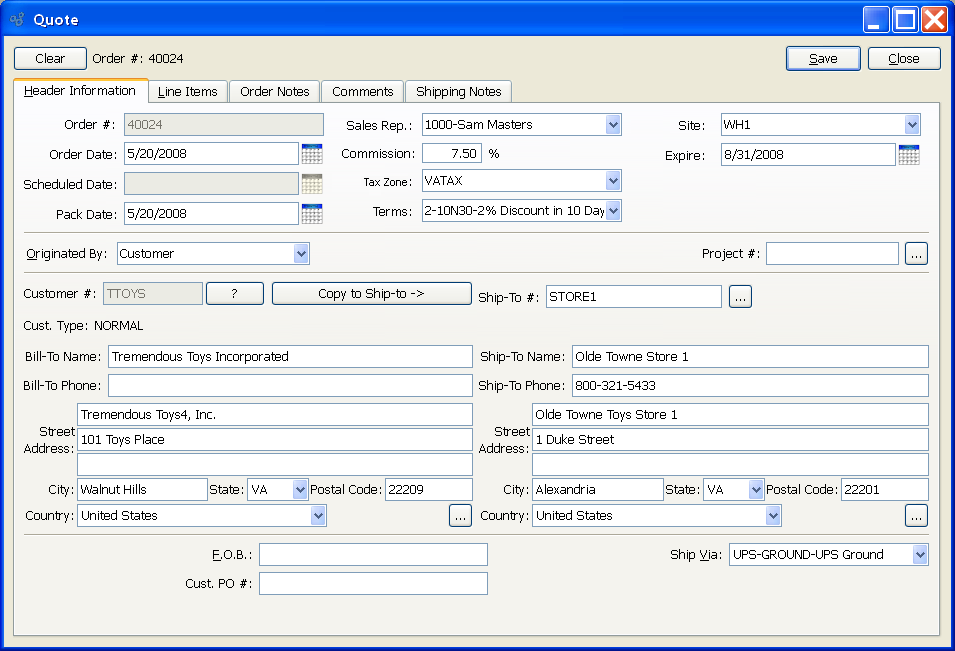 Quote
Clear Order #: 40024 Save Close
Header Information Line Items Order Notes Comments Shipping Notes
Order #: 40024 Sales Rep.: 1000-Sam Masters Site: WH1
Order Date: 5/20/2008 Commission: 7.50 % Expire: 8/31/2008
Scheduled Date: Tax Zone: VATAX
Pack Date: 5/20/2008 Terms: 2-10N30-2% Discount in 10 Day
Originated By: Customer Project #: ...
Customer #: TTOYS ? Copy to Ship-to -> Ship-To #: STORE1 ...
Cust. Type: NORMAL
Bill-To Name: Tremendous Toys Incorporated Ship-To Name: Olde Towne Store 1
Bill-To Phone: Ship-To Phone: 800-321-5433
Tremendous Toys4, Inc. Olde Towne Toys Store 1
Street Address: 101 Toys Place Street Address: 1 Duke Street
City: Walnut Hills State: VA Postal Code: 22209 City: Alexandria State: VA Postal Code: 22201
Country: United States ... Country: United States ...
F.O.B.: Ship Via: UPS-GROUND-UPS Ground
Cust. PO #: